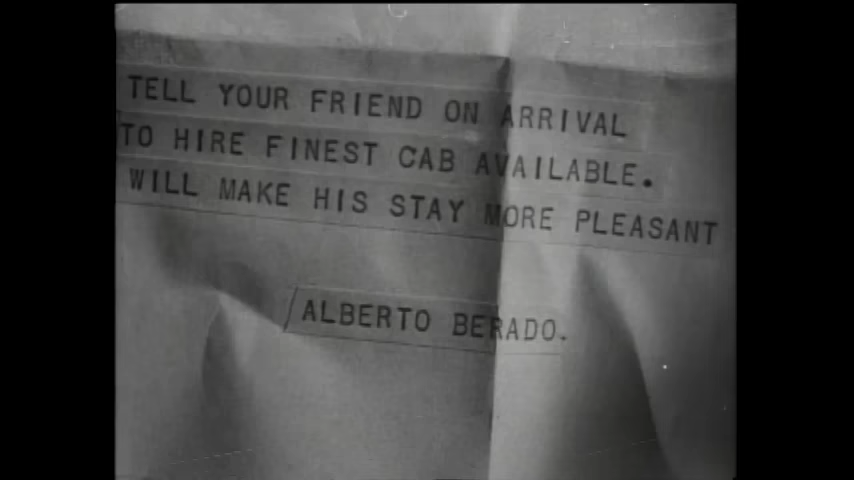 TELL YOUR FRIEND ON ARRIVAL
TO HIRE FINEST CAB AVAILABLE.
WILL MAKE HIS STAY MORE PLEASANT
ALBERTO BERADO.